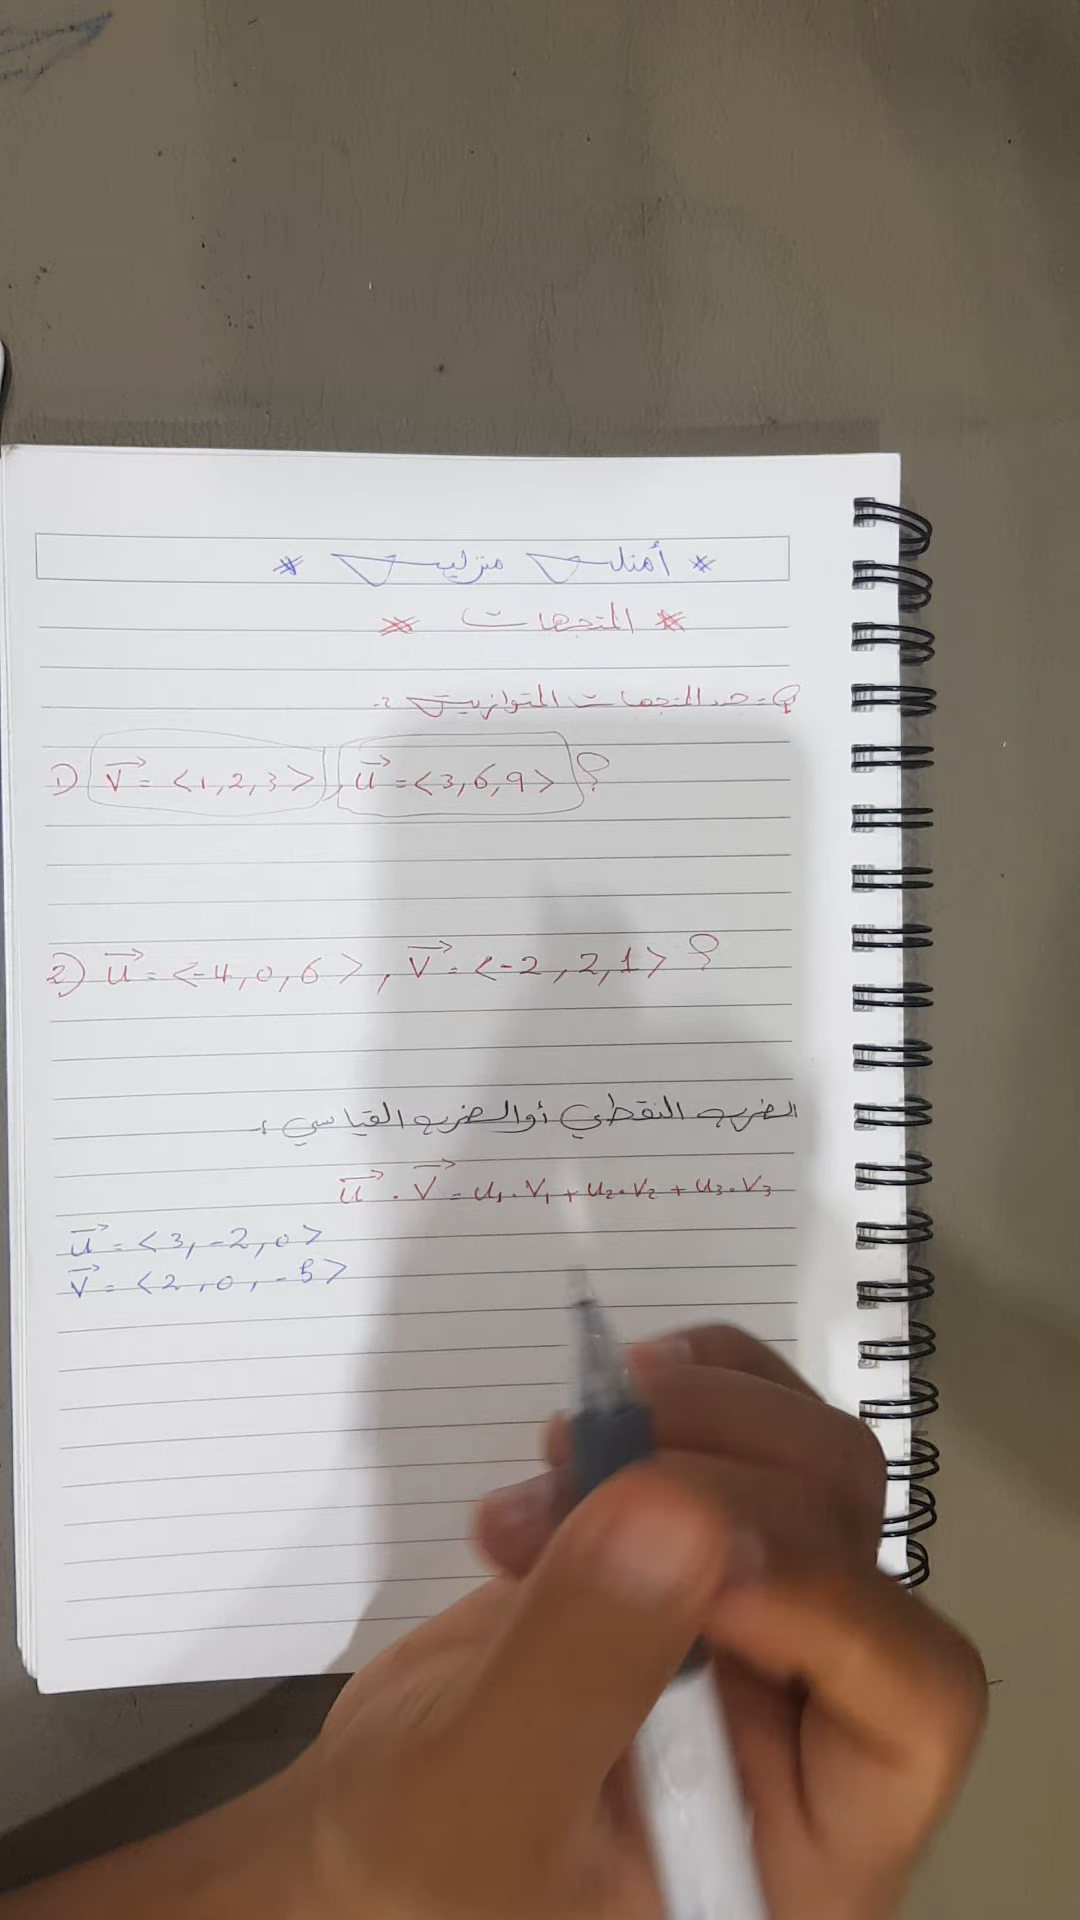 * أمثلة منزلية *
* المتجهات *
Q - حدد المتجهات المتوازية :-
1) V = <1,2,3> , u = <3,6,9> ?
2) u = <-4,0,6> , V = <-2,2,1> ?
الضرب النقطي أو الضرب القياسي :-
u . V = u₁.V₁ + u₂.V₂ + u₃.V₃
u = <3,-2,0>
V = <2,0,-5>